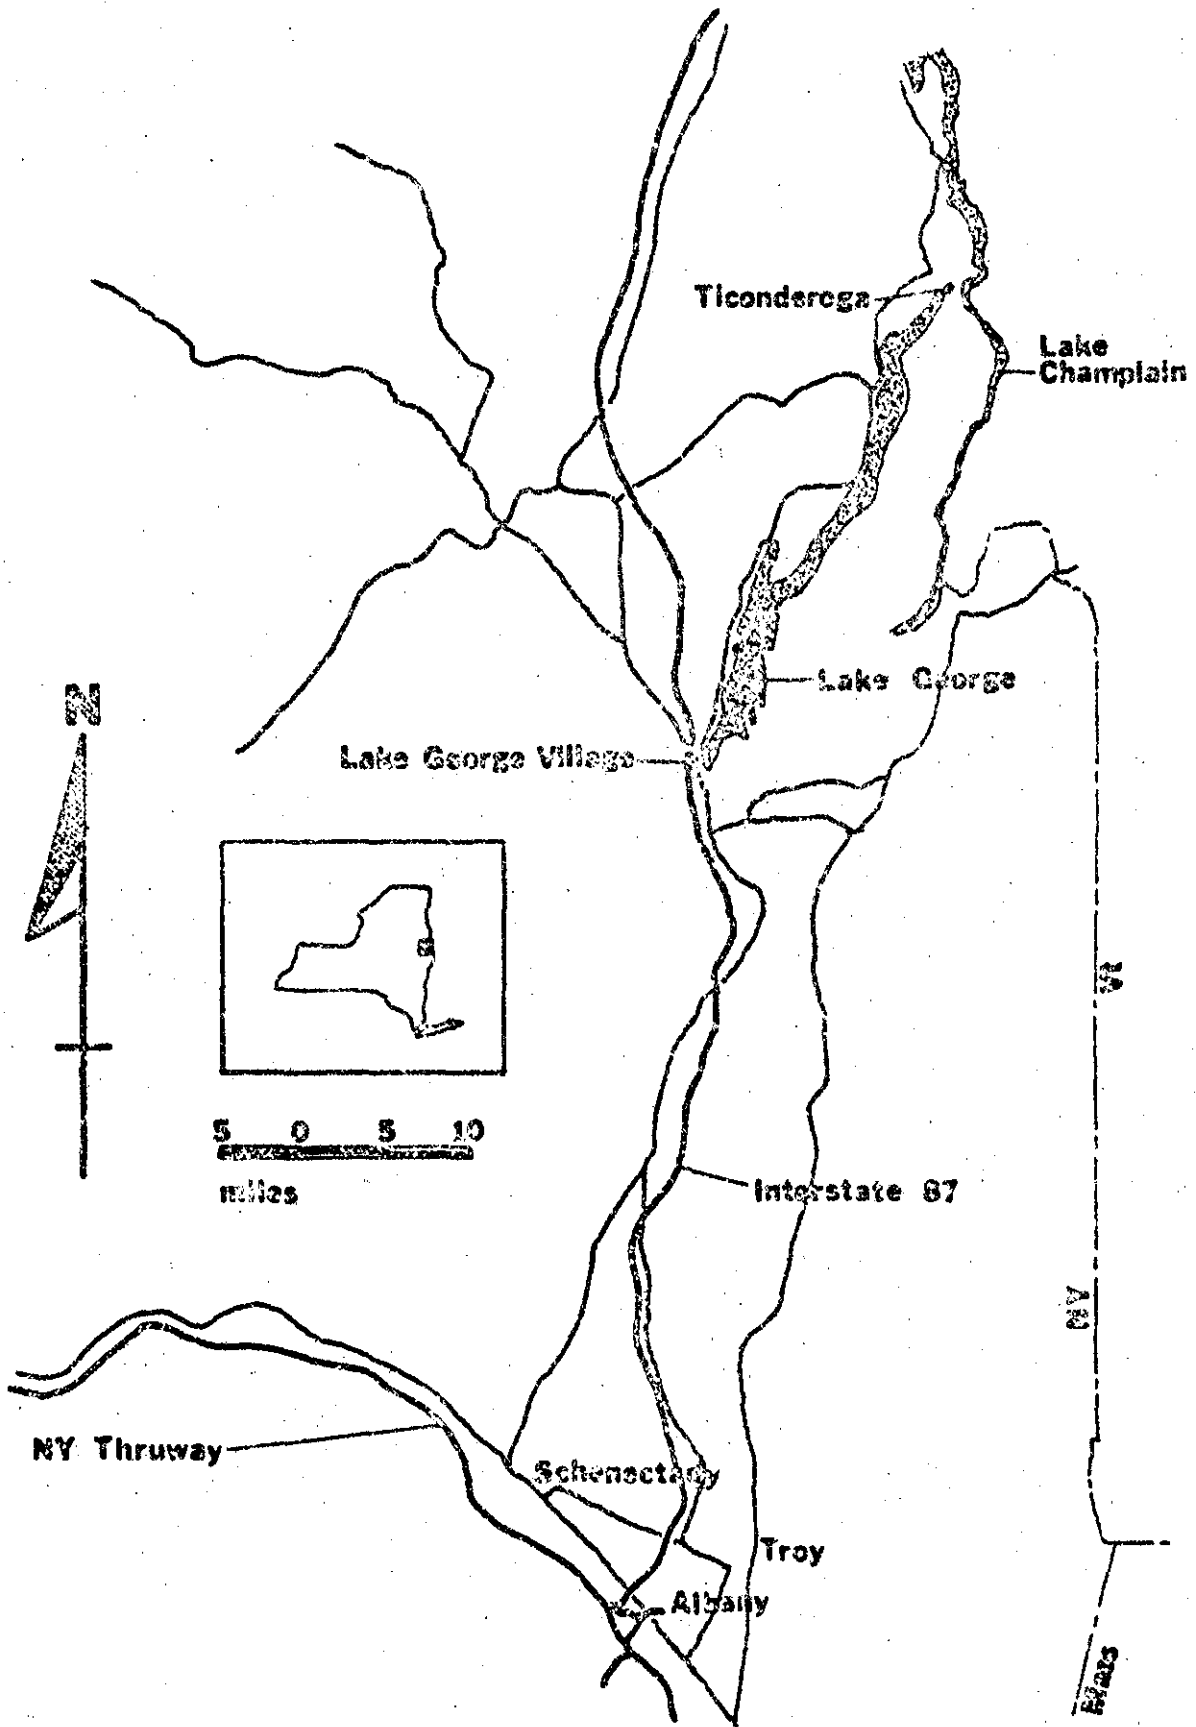 Ticonderoga
Lake
Champlain
N
Lake George
Lake George Village
Vt
5 0 5 10
miles
Interstate 87
NY
NY Thruway
Schenectady
Troy
Albany
Mass